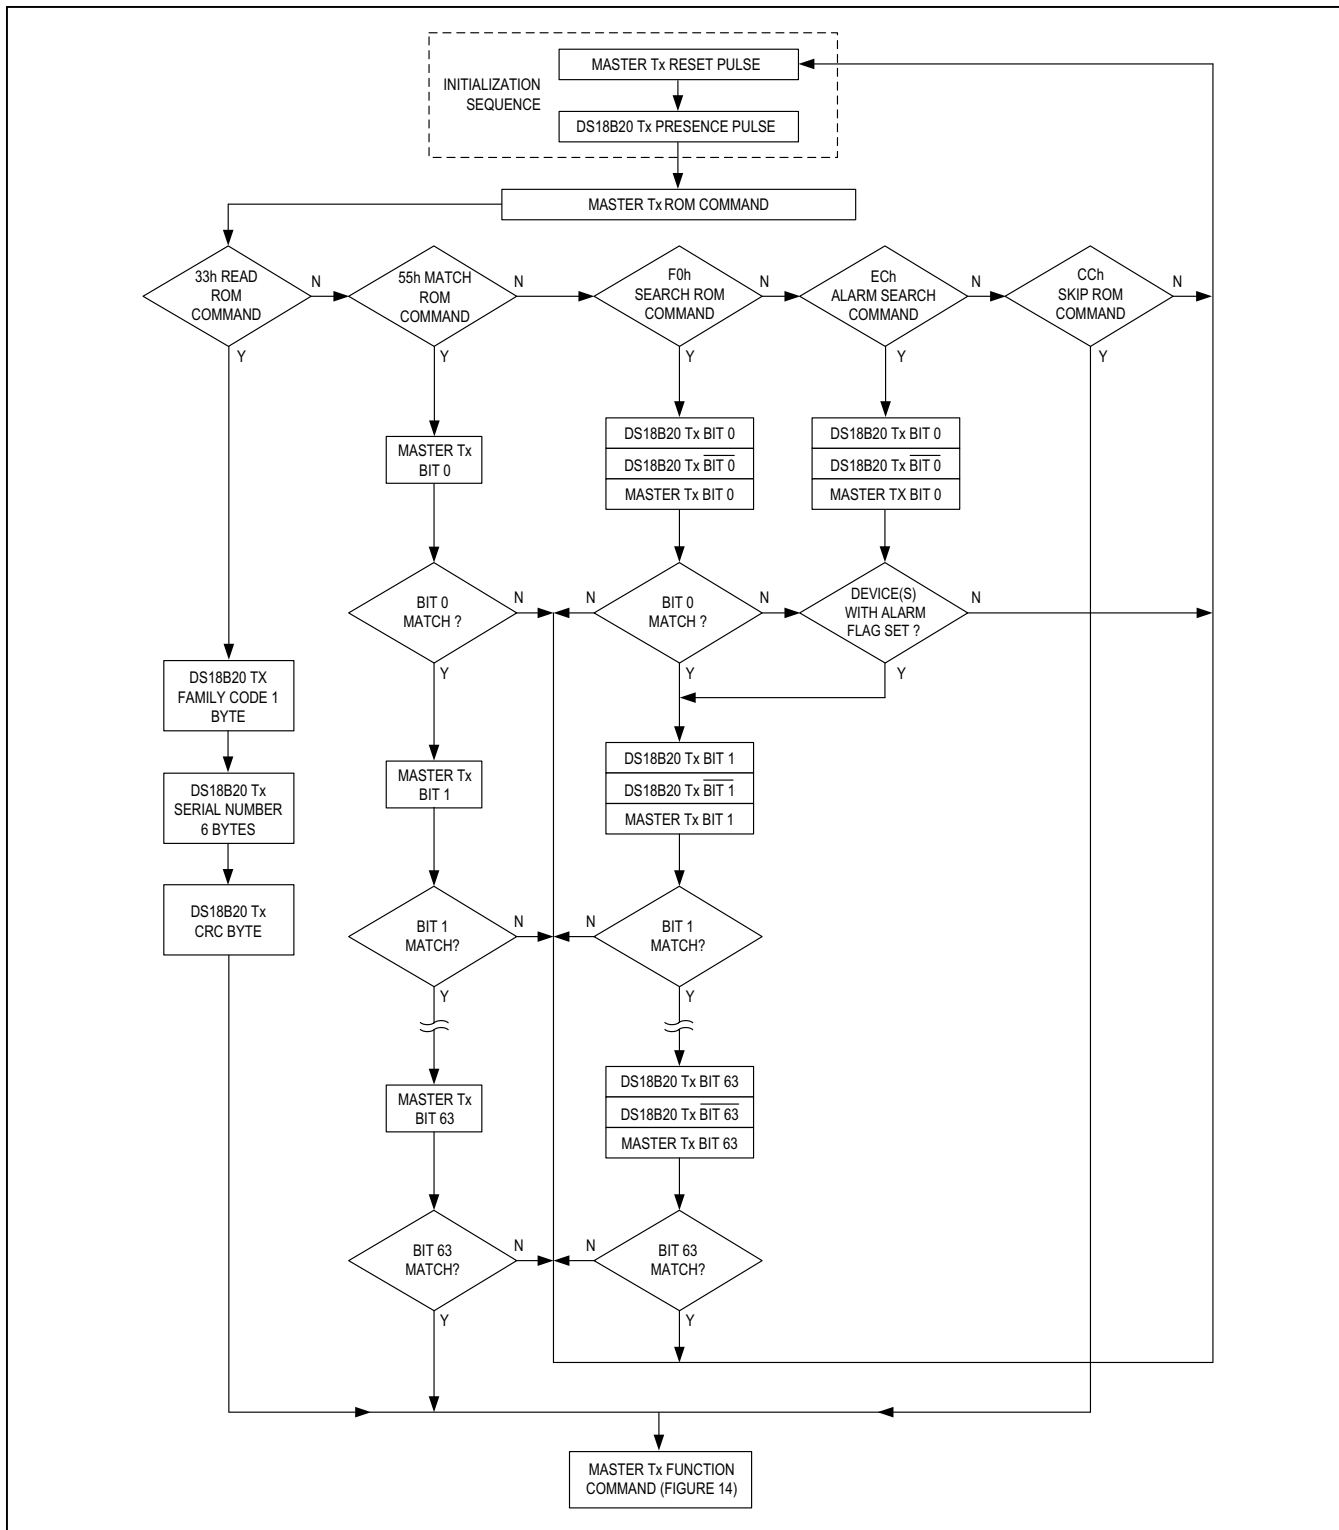 MASTER Tx RESET PULSE
INITIALIZATION
SEQUENCE
DS18B20 Tx PRESENCE PULSE
MASTER Tx ROM COMMAND
33h READ
ROM
COMMAND
N
Y
55h MATCH
ROM
COMMAND
N
Y
F0h
SEARCH ROM
COMMAND
N
Y
ECh
ALARM SEARCH
COMMAND
N
Y
CCh
SKIP ROM
COMMAND
N
Y
MASTER Tx
BIT 0
DS18B20 Tx BIT 0
DS18B20 Tx B̅I̅T̅ ̅0̅
MASTER Tx BIT 0
DS18B20 Tx BIT 0
DS18B20 Tx B̅I̅T̅ ̅0̅
MASTER TX BIT 0
BIT 0
MATCH ?
N
Y
N
BIT 0
MATCH ?
N
Y
DEVICE(S)
WITH ALARM
FLAG SET ?
N
Y
DS18B20 TX
FAMILY CODE 1
BYTE
DS18B20 Tx
SERIAL NUMBER
6 BYTES
DS18B20 Tx
CRC BYTE
MASTER Tx
BIT 1
DS18B20 Tx BIT 1
DS18B20 Tx B̅I̅T̅ ̅1̅
MASTER Tx BIT 1
BIT 1
MATCH?
N
Y
N
BIT 1
MATCH?
Y
MASTER Tx
BIT 63
DS18B20 Tx BIT 63
DS18B20 Tx B̅I̅T̅ ̅6̅3̅
MASTER Tx BIT 63
BIT 63
MATCH?
N
Y
N
BIT 63
MATCH?
Y
MASTER Tx FUNCTION
COMMAND (FIGURE 14)